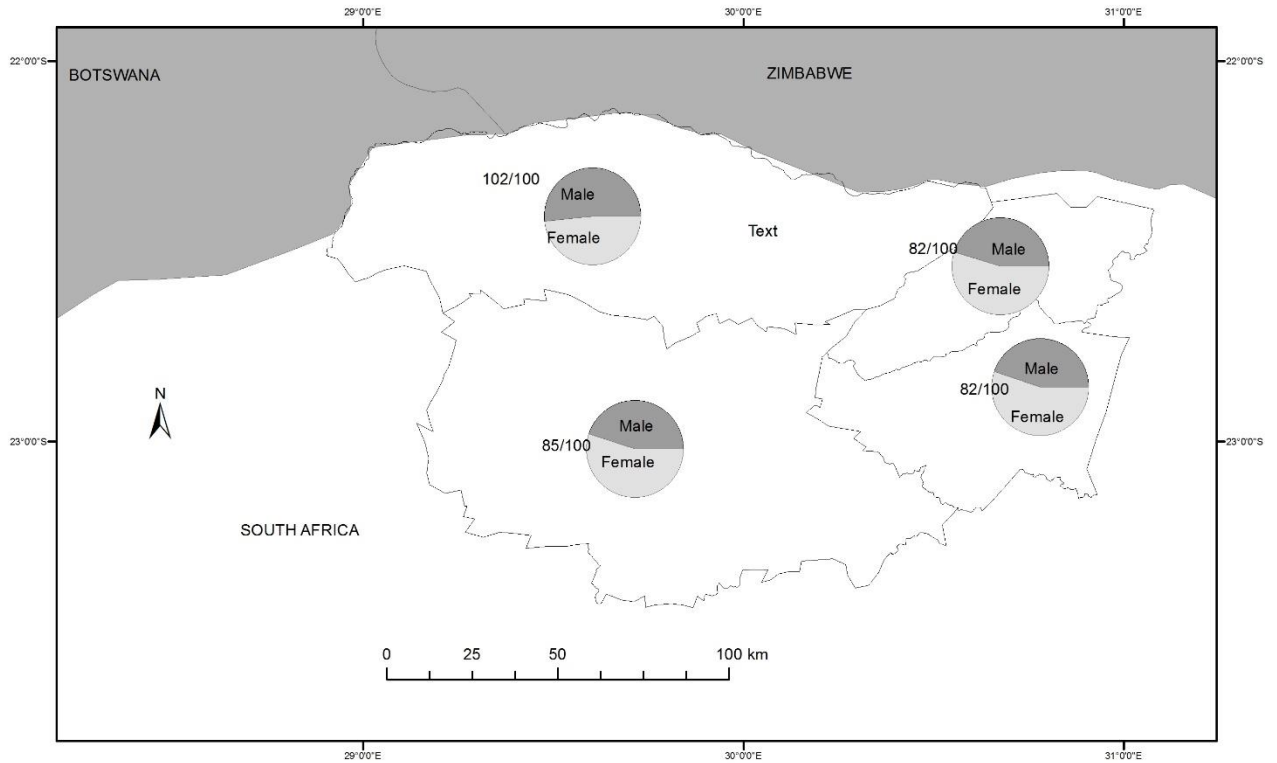 29°0'0"E 30°0'0"E 31°0'0"E
22°0'0"S 22°0'0"S
BOTSWANA
ZIMBABWE
102/100
Male
Female
Text
82/100
Male
Female
82/100
Male
Female
85/100
Male
Female
N
23°0'0"S 23°0'0"S
SOUTH AFRICA
0 25 50 100 km
29°0'0"E 30°0'0"E 31°0'0"E